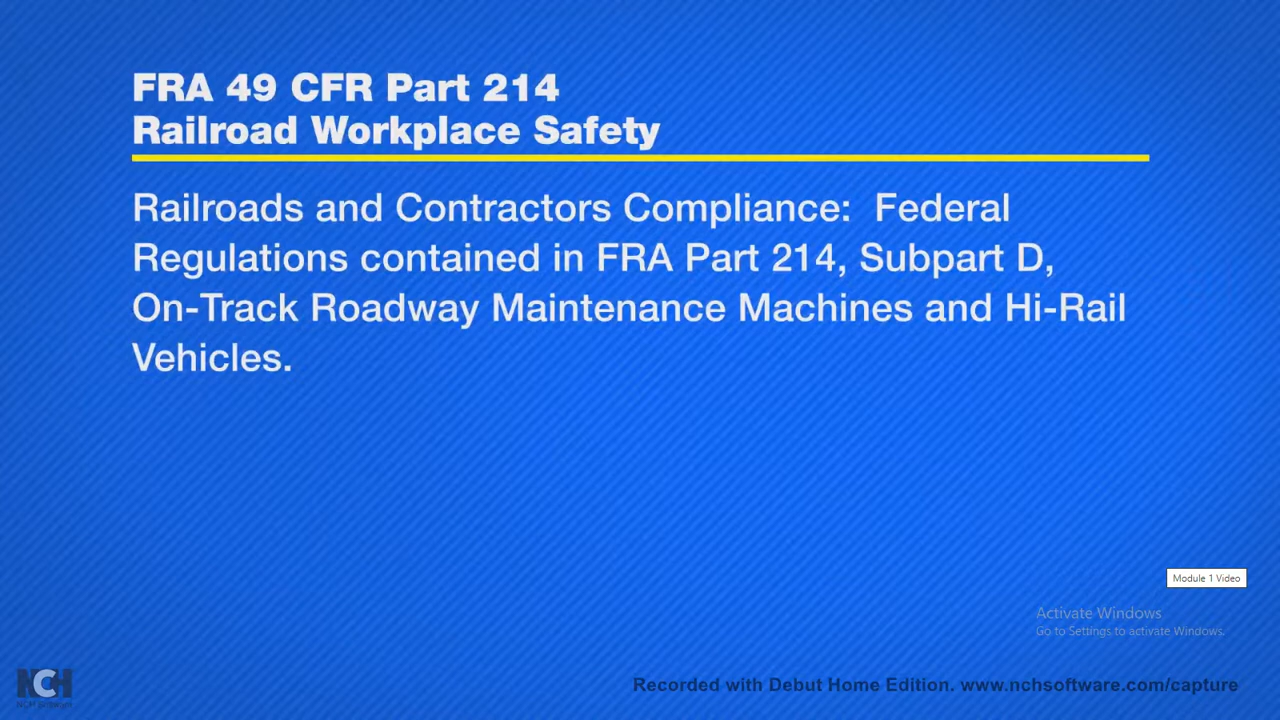 FRA 49 CFR Part 214
Railroad Workplace Safety
Railroads and Contractors Compliance:  Federal
Regulations contained in FRA Part 214, Subpart D,
On-Track Roadway Maintenance Machines and Hi-Rail
Vehicles.
Module 1 Video
Activate Windows
Go to Settings to activate Windows.
NCH
NCH Software
Recorded with Debut Home Edition. www.nchsoftware.com/capture